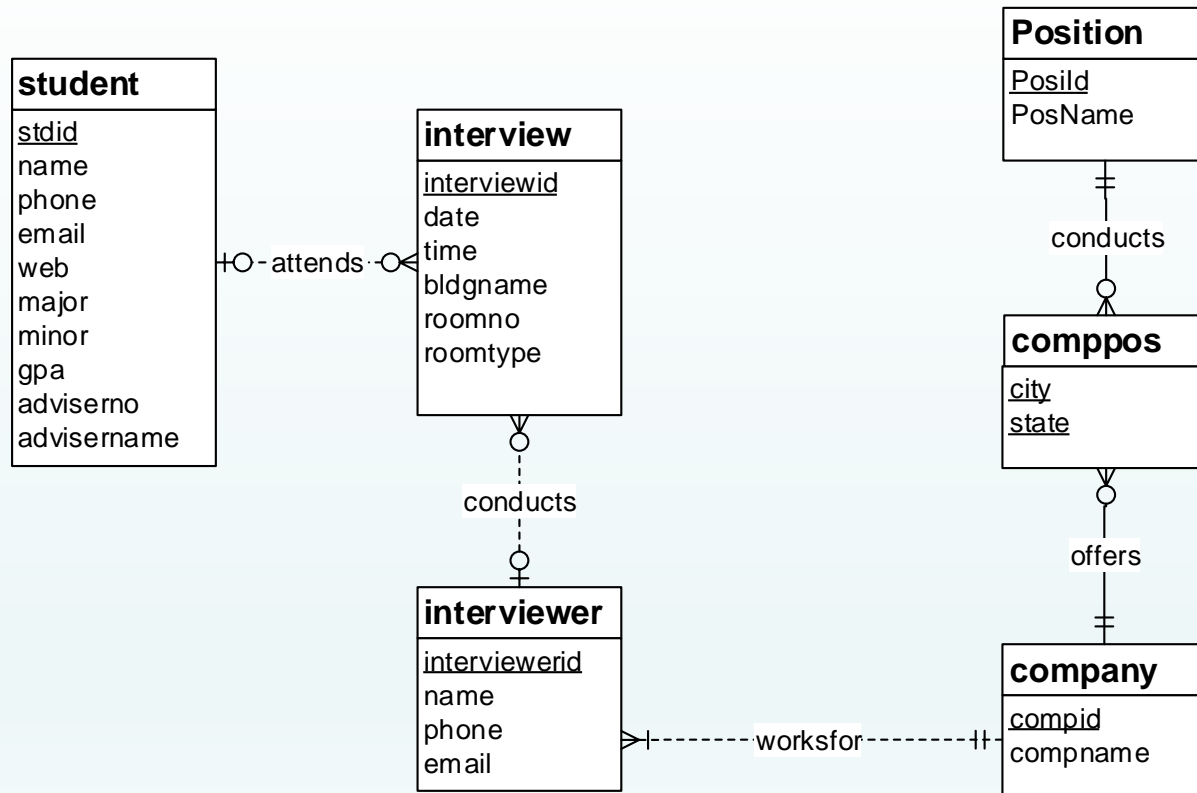 student
stdid
name
phone
email
web
major
minor
gpa
adviserno
advisername
attends
interview
interviewid
date
time
bldgname
roomno
roomtype
conducts
interviewer
interviewerid
name
phone
email
worksfor
Position
PosiId
PosName
conducts
comppos
city
state
offers
company
compid
compname